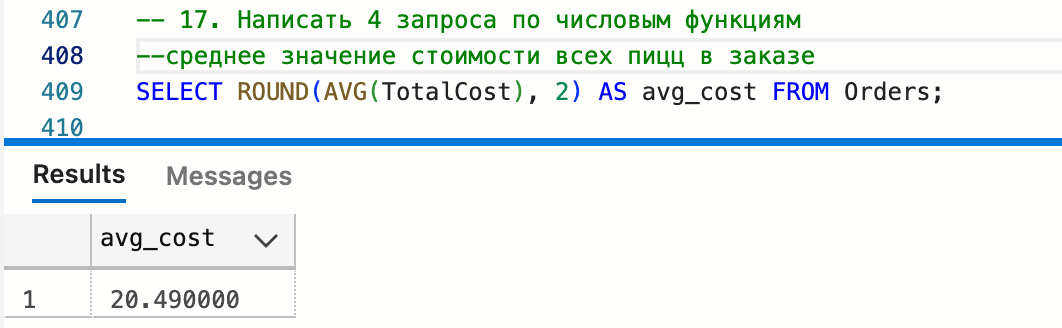 407 -- 17. Написать 4 запроса по числовым функциям
408 --среднее значение стоимости всех пицц в заказе
409 SELECT ROUND(AVG(TotalCost), 2) AS avg_cost FROM Orders;
410
Results Messages
avg_cost
1 20.490000